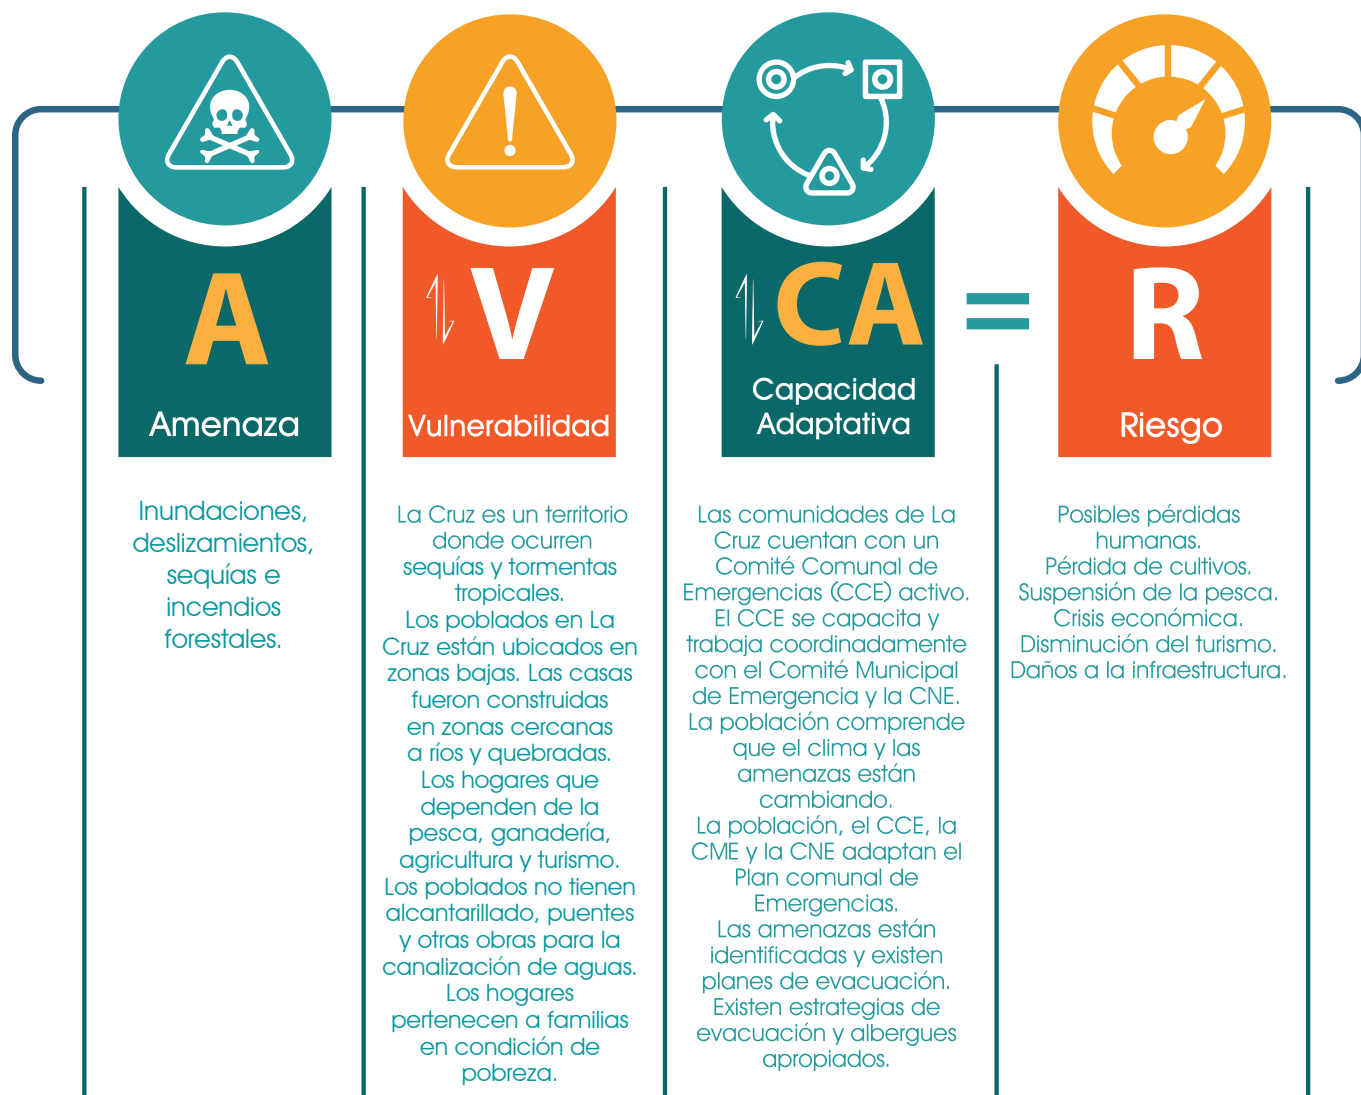 A
Amenaza
Inundaciones,
deslizamientos,
sequías e
incendios
forestales.
V
Vulnerabilidad
La Cruz es un territorio
donde ocurren
sequías y tormentas
tropicales.
Los poblados en La
Cruz están ubicados en
zonas bajas. Las casas
fueron construidas
en zonas cercanas
a ríos y quebradas.
Los hogares que
dependen de la
pesca, ganadería,
agricultura y turismo.
Los poblados no tienen
alcantarillado, puentes
y otras obras para la
canalización de aguas.
Los hogares
pertenecen a familias
en condición de
pobreza.
CA
Capacidad
Adaptativa
Las comunidades de La
Cruz cuentan con un
Comité Comunal de
Emergencias (CCE) activo.
El CCE se capacita y
trabaja coordinadamente
con el Comité Municipal
de Emergencia y la CNE.
La población comprende
que el clima y las
amenazas están
cambiando.
La población, el CCE, la
CME y la CNE adaptan el
Plan comunal de
Emergencias.
Las amenazas están
identificadas y existen
planes de evacuación.
Existen estrategias de
evacuación y albergues
apropiados.
=
R
Riesgo
Posibles pérdidas
humanas.
Pérdida de cultivos.
Suspensión de la pesca.
Crisis económica.
Disminución del turismo.
Daños a la infraestructura.